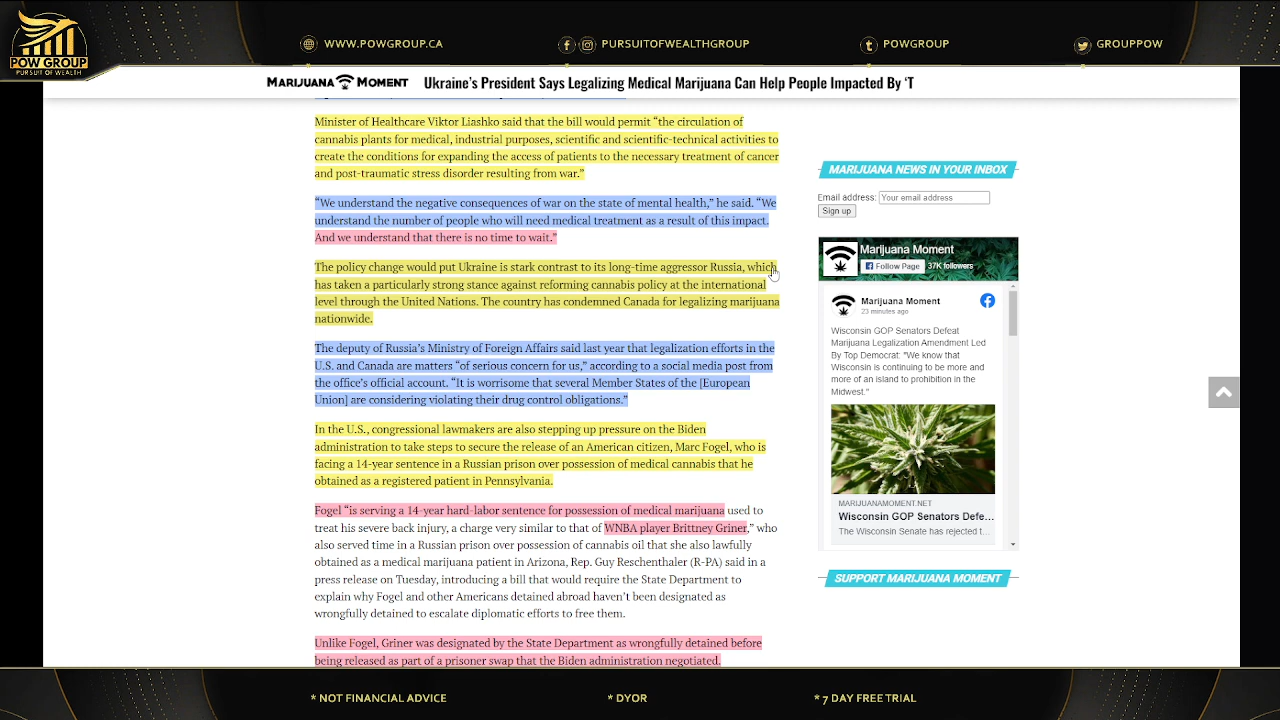 POW GROUP
PURSUIT OF WEALTH
WWW.POWGROUP.CA
PURSUITOFWEALTHGROUP
POWGROUP
GROUPPOW
MARIJUANA MOMENT
Ukraine's President Says Legalizing Medical Marijuana Can Help People Impacted By 'T
Minister of Healthcare Viktor Liashko said that the bill would permit “the circulation of
cannabis plants for medical, industrial purposes, scientific and scientific-technical activities to
create the conditions for expanding the access of patients to the necessary treatment of cancer
and post-traumatic stress disorder resulting from war.”
“We understand the negative consequences of war on the state of mental health,” he said. “We
understand the number of people who will need medical treatment as a result of this impact.
And we understand that there is no time to wait.”
The policy change would put Ukraine is stark contrast to its long-time aggressor Russia, which
has taken a particularly strong stance against reforming cannabis policy at the international
level through the United Nations. The country has condemned Canada for legalizing marijuana
nationwide.
The deputy of Russia’s Ministry of Foreign Affairs said last year that legalization efforts in the
U.S. and Canada are matters “of serious concern for us,” according to a social media post from
the office’s official account. “It is worrisome that several Member States of the [European
Union] are considering violating their drug control obligations.”
In the U.S., congressional lawmakers are also stepping up pressure on the Biden
administration to take steps to secure the release of an American citizen, Marc Fogel, who is
facing a 14-year sentence in a Russian prison over possession of medical cannabis that he
obtained as a registered patient in Pennsylvania.
Fogel “is serving a 14-year hard-labor sentence for possession of medical marijuana used to
treat his severe back injury, a charge very similar to that of WNBA player Brittney Griner,” who
also served time in a Russian prison over possession of cannabis oil that she also lawfully
obtained as a medical marijuana patient in Arizona, Rep. Guy Reschenthaler (R-PA) said in a
press release on Tuesday, introducing a bill that would require the State Department to
explain why Fogel and other Americans detained abroad haven’t been designated as
wrongfully detained to escalate diplomatic efforts to free them.
Unlike Fogel, Griner was designated by the State Department as wrongfully detained before
being released as part of a prisoner swap that the Biden administration negotiated.
MARIJUANA NEWS IN YOUR INBOX
Email address: Your email address
Sign up
Marijuana Moment
Follow Page 37K followers
Marijuana Moment
23 minutes ago
Wisconsin GOP Senators Defeat
Marijuana Legalization Amendment Led
By Top Democrat: "We know that
Wisconsin is continuing to be more and
more of an island to prohibition in the
Midwest."
MARIJUANAMOMENT.NET
Wisconsin GOP Senators Defe...
The Wisconsin Senate has rejected t...
SUPPORT MARIJUANA MOMENT
* NOT FINANCIAL ADVICE
* DYOR
* 7 DAY FREE TRIAL